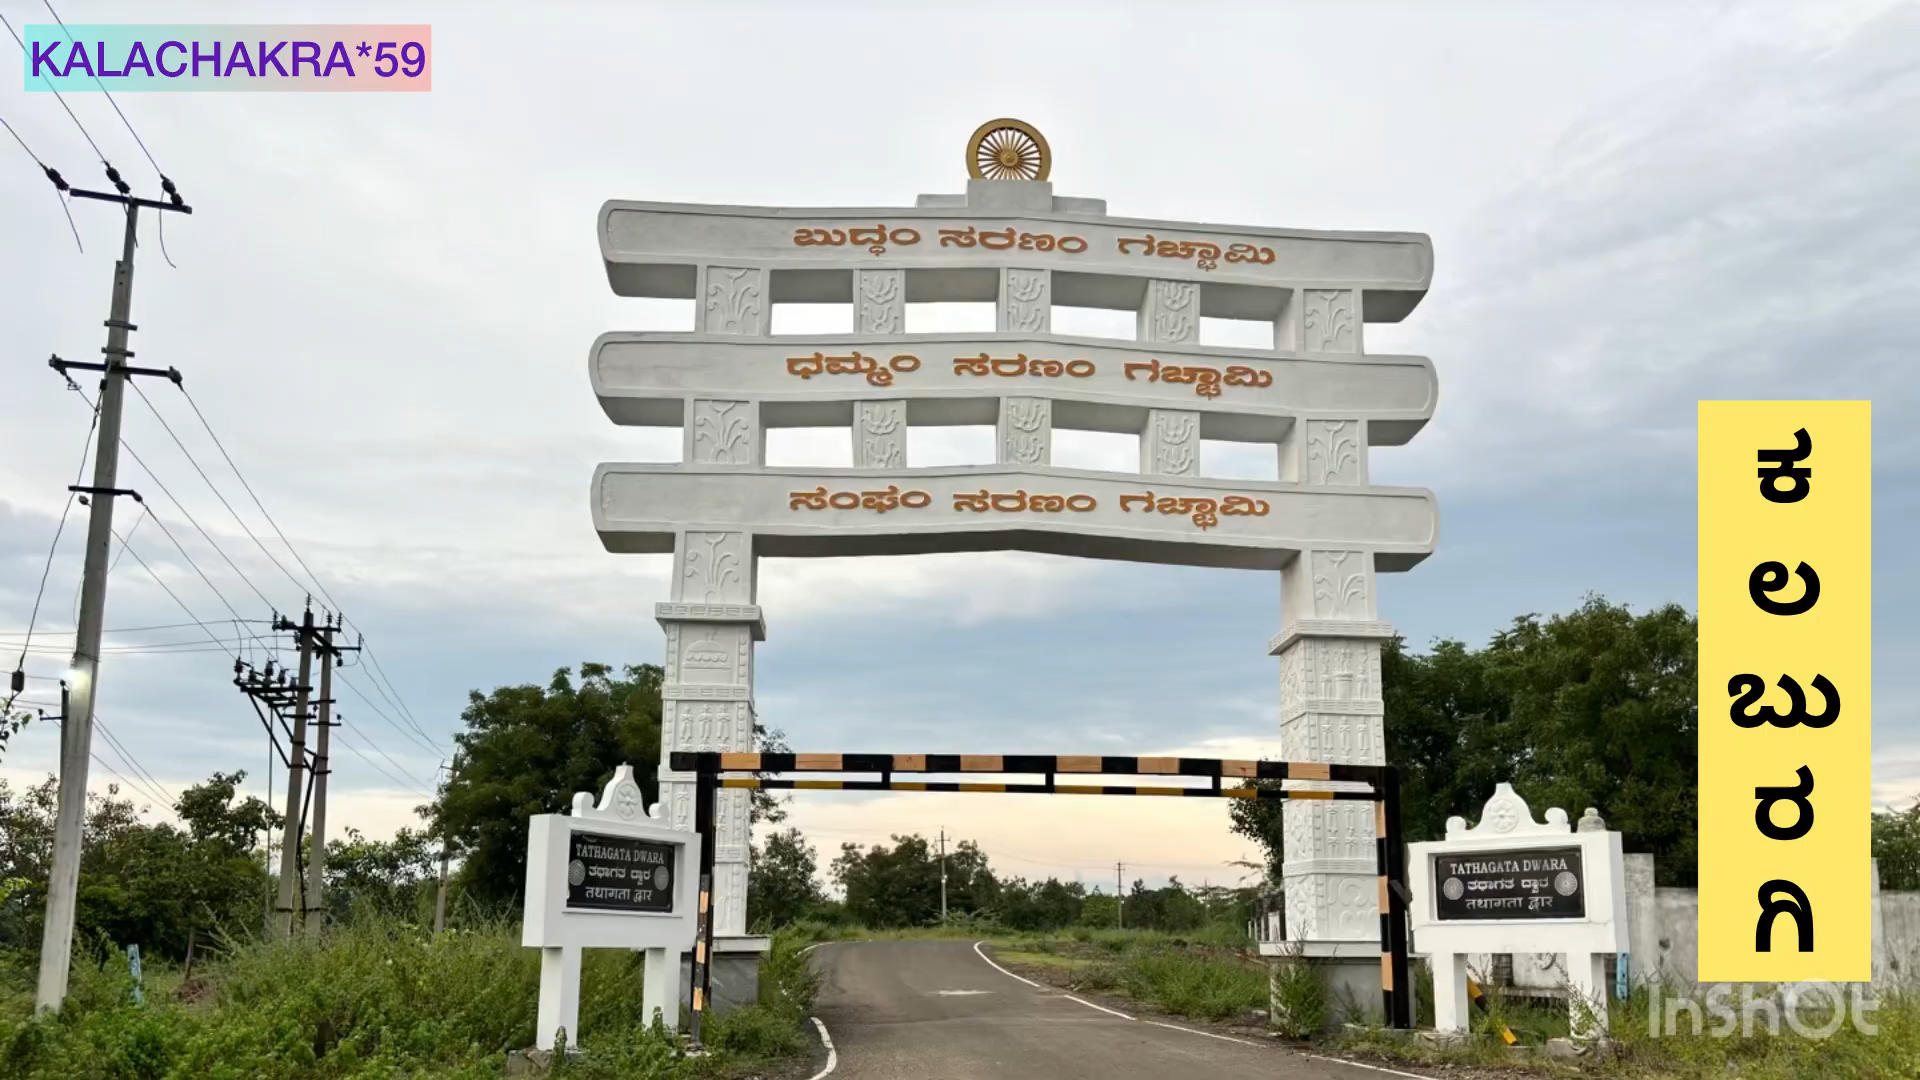 KALACHAKRA*59
ಬುದ್ಧಂ ಸರಣಂ ಗಚ್ಛಾಮಿ
ಧಮ್ಮಂ ಸರಣಂ ಗಚ್ಛಾಮಿ
ಸಂಘಂ ಸರಣಂ ಗಚ್ಛಾಮಿ
TATHAGATA DWARA
ತಥಾಗತ ದ್ವಾರ
तथागता द्वार
TATHAGATA DWARA
ತಥಾಗತ ದ್ವಾರ
तथागता द्वार
ಕ
ಲ
ಬು
ರ
ಗಿ
InShOt